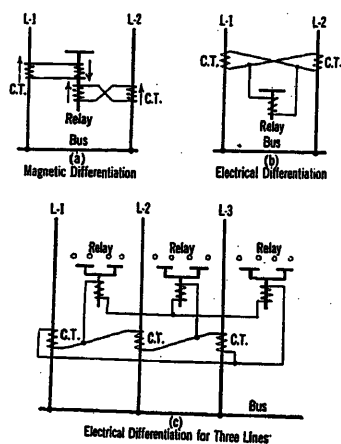 L-1 L-2
C.T. C.T.
Relay
Bus
(a)
Magnetic Differentiation
L-1 L-2
C.T. C.T.
Relay
Bus
(b)
Electrical Differentiation
L-1 L-2 L-3
Relay Relay Relay
C.T. C.T. C.T.
(c) Bus
Electrical Differentiation for Three Lines